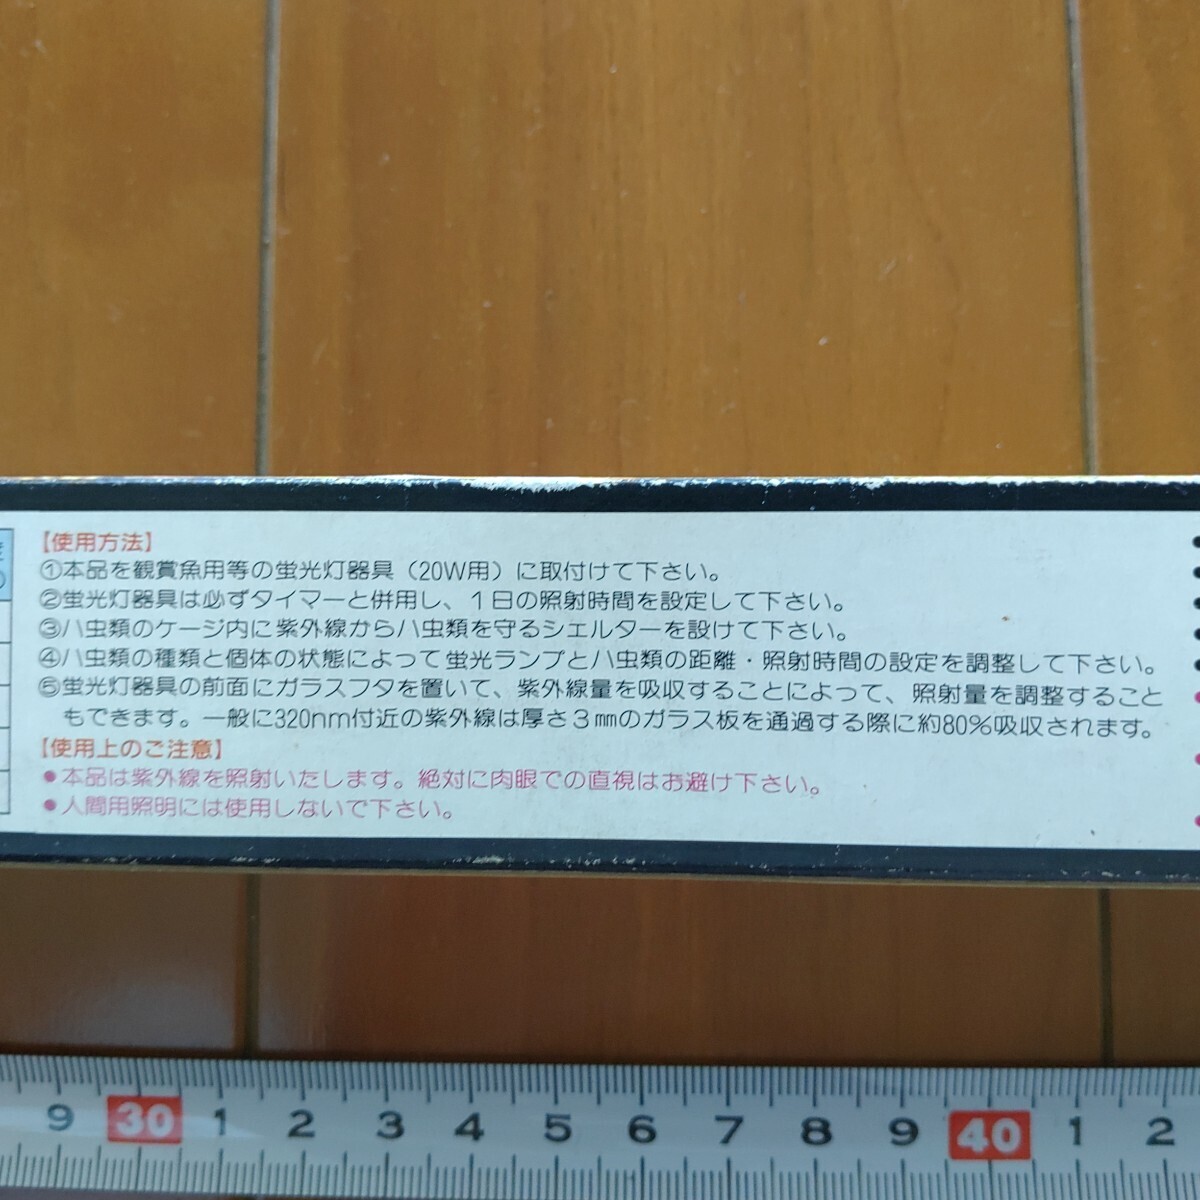 【使用方法】
①本品を観賞魚用等の蛍光灯器具（20W用）に取付けて下さい。
②蛍光灯器具は必ずタイマーと併用し、１日の照射時間を設定して下さい。
③ハ虫類のケージ内に紫外線からハ虫類を守るシェルターを設けて下さい。
④ハ虫類の種類と個体の状態によって蛍光ランプとハ虫類の距離・照射時間の設定を調整して下さい。
⑤蛍光灯器具の前面にガラスフタを置いて、紫外線量を吸収することによって、照射量を調整すること
もできます。一般に320nm付近の紫外線は厚さ３㎜のガラス板を通過する際に約80%吸収されます。
【使用上のご注意】
●本品は紫外線を照射いたします。絶対に肉眼での直視はお避け下さい。
●人間用照明には使用しないで下さい。
9 30 1 2 3 4 5 6 7 8 9 40 1 2